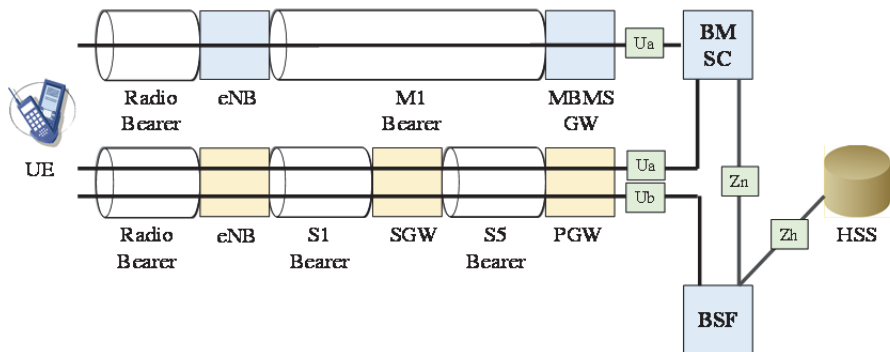 Ua
BM
SC
Radio
Bearer
eNB
M1
Bearer
MBMS
GW
UE
Ua
Ub
Zn
Radio
Bearer
eNB
S1
Bearer
SGW
S5
Bearer
PGW
Zh
HSS
BSF